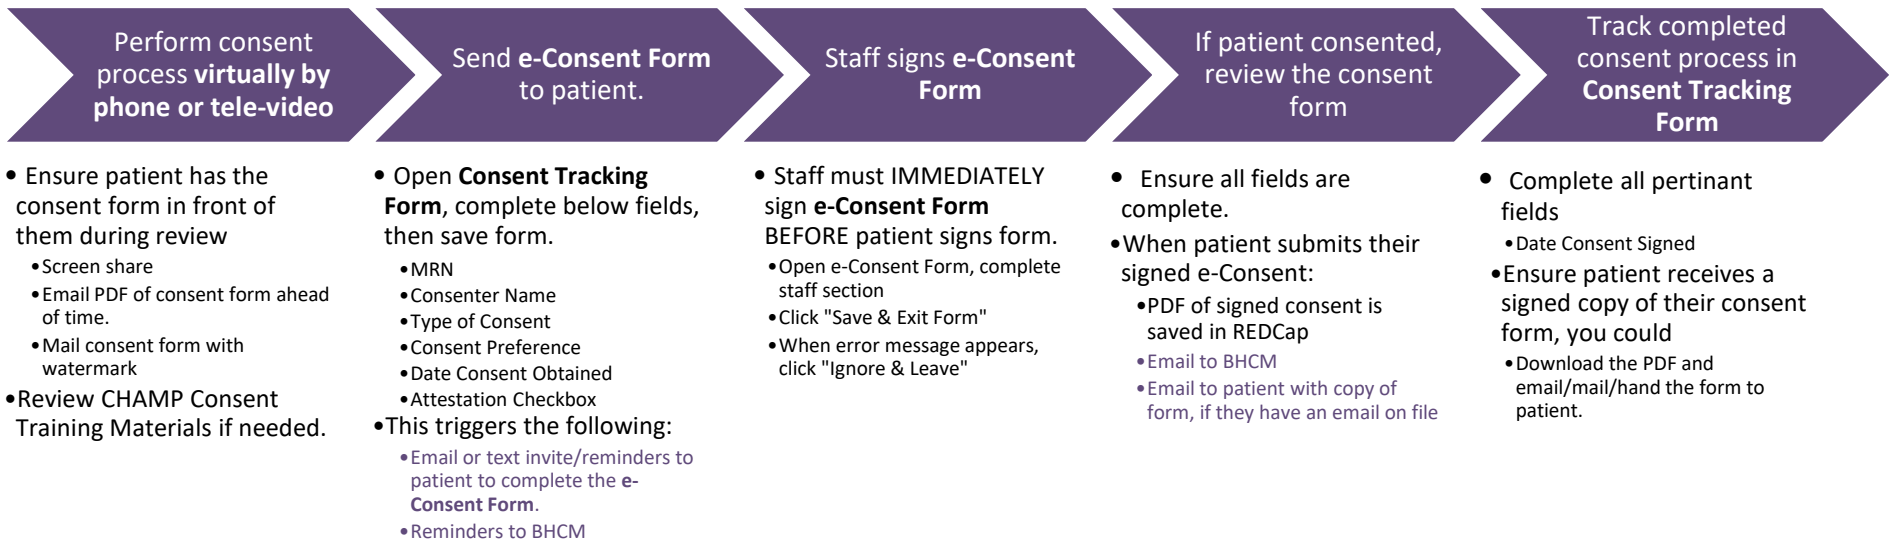 Perform consent
process virtually by
phone or tele-video
Send e-Consent Form
to patient.
Staff signs e-Consent
Form
If patient consented,
review the consent
form
Track completed
consent process in
Consent Tracking
Form
• Ensure patient has the
consent form in front of
them during review
•Screen share
•Email PDF of consent form ahead
of time.
•Mail consent form with
watermark
•Review CHAMP Consent
Training Materials if needed.
• Open Consent Tracking
Form, complete below fields,
then save form.
•MRN
•Consenter Name
•Type of Consent
•Consent Preference
•Date Consent Obtained
•Attestation Checkbox
•This triggers the following:
•Email or text invite/reminders to
patient to complete the e-
Consent Form.
•Reminders to BHCM
• Staff must IMMEDIATELY
sign e-Consent Form
BEFORE patient signs form.
•Open e-Consent Form, complete
staff section
•Click "Save & Exit Form"
•When error message appears,
click "Ignore & Leave"
• Ensure all fields are
complete.
•When patient submits their
signed e-Consent:
•PDF of signed consent is
saved in REDCap
•Email to BHCM
•Email to patient with copy of
form, if they have an email on file
• Complete all pertinant
fields
•Date Consent Signed
•Ensure patient receives a
signed copy of their consent
form, you could
•Download the PDF and
email/mail/hand the form to
patient.